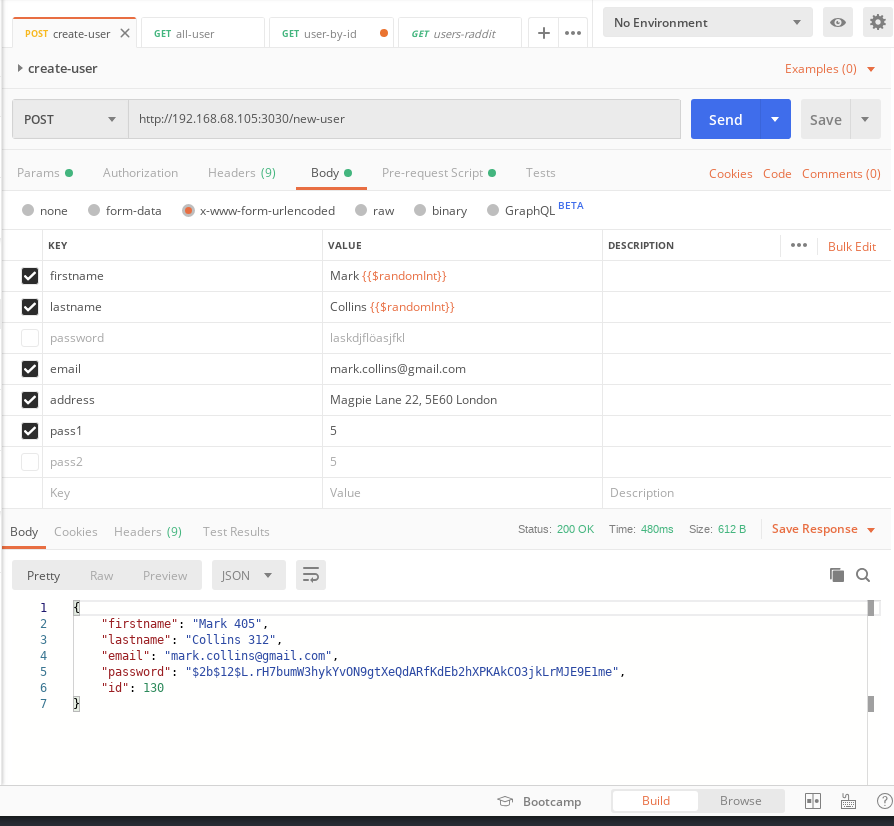 POST create-user GET all-user GET user-by-id GET users-raddit No Environment
create-user Examples (0)
POST http://192.168.68.105:3030/new-user Send Save
Params Authorization Headers (9) Body Pre-request Script Tests Cookies Code Comments (0)
none form-data x-www-form-urlencoded raw binary GraphQL BETA
KEY VALUE DESCRIPTION Bulk Edit
firstname Mark {{$randomInt}}
lastname Collins {{$randomInt}}
password laskdjflöasjfkl
email mark.collins@gmail.com
address Magpie Lane 22, 5E60 London
pass1 5
pass2 5
Key Value Description
Body Cookies Headers (9) Test Results Status: 200 OK Time: 480ms Size: 612 B Save Response
Pretty Raw Preview JSON
1 {
2 "firstname": "Mark 405",
3 "lastname": "Collins 312",
4 "email": "mark.collins@gmail.com",
5 "password": "$2b$12$L.rH7bumW3hykYvON9gtXeQdARfKdEb2hXPKAkCO3jkLrMJE9E1me",
6 "id": 130
7 }
Bootcamp Build Browse